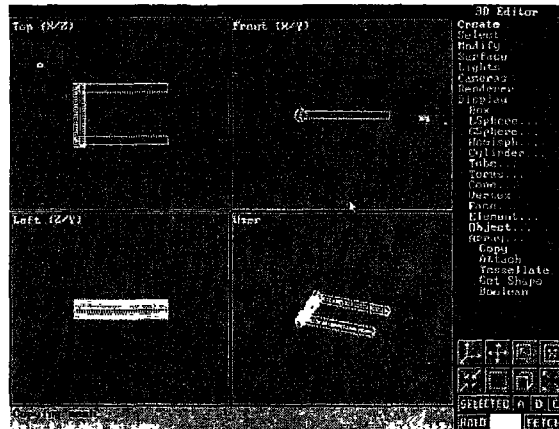 3D Editor
Top (X/Z)
Front (X/Y)
Create
Select
Modify
Surface
Lights
Cameras
Renderer
Display
Box
LSphere...
GSphere...
Hemisph...
Cylinder...
Tube...
Torus...
Cone...
Vertex...
Face...
Element...
Object...
Array...
Copy
Attach
Tessellate
Get Shape
Boolean
Left (Z/Y)
User
SELECTED A
HOLD FETCH